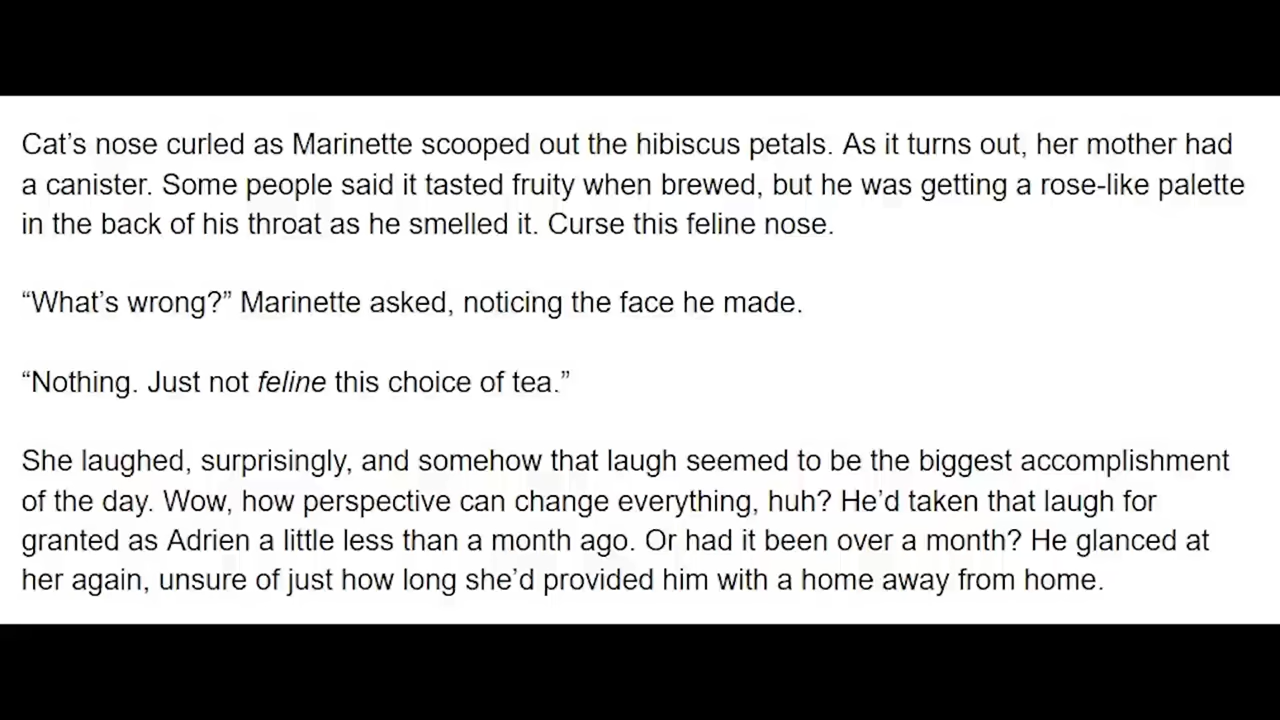 Cat’s nose curled as Marinette scooped out the hibiscus petals. As it turns out, her mother had
a canister. Some people said it tasted fruity when brewed, but he was getting a rose-like palette
in the back of his throat as he smelled it. Curse this feline nose.
“What’s wrong?” Marinette asked, noticing the face he made.
“Nothing. Just not feline this choice of tea.”
She laughed, surprisingly, and somehow that laugh seemed to be the biggest accomplishment
of the day. Wow, how perspective can change everything, huh? He’d taken that laugh for
granted as Adrien a little less than a month ago. Or had it been over a month? He glanced at
her again, unsure of just how long she’d provided him with a home away from home.